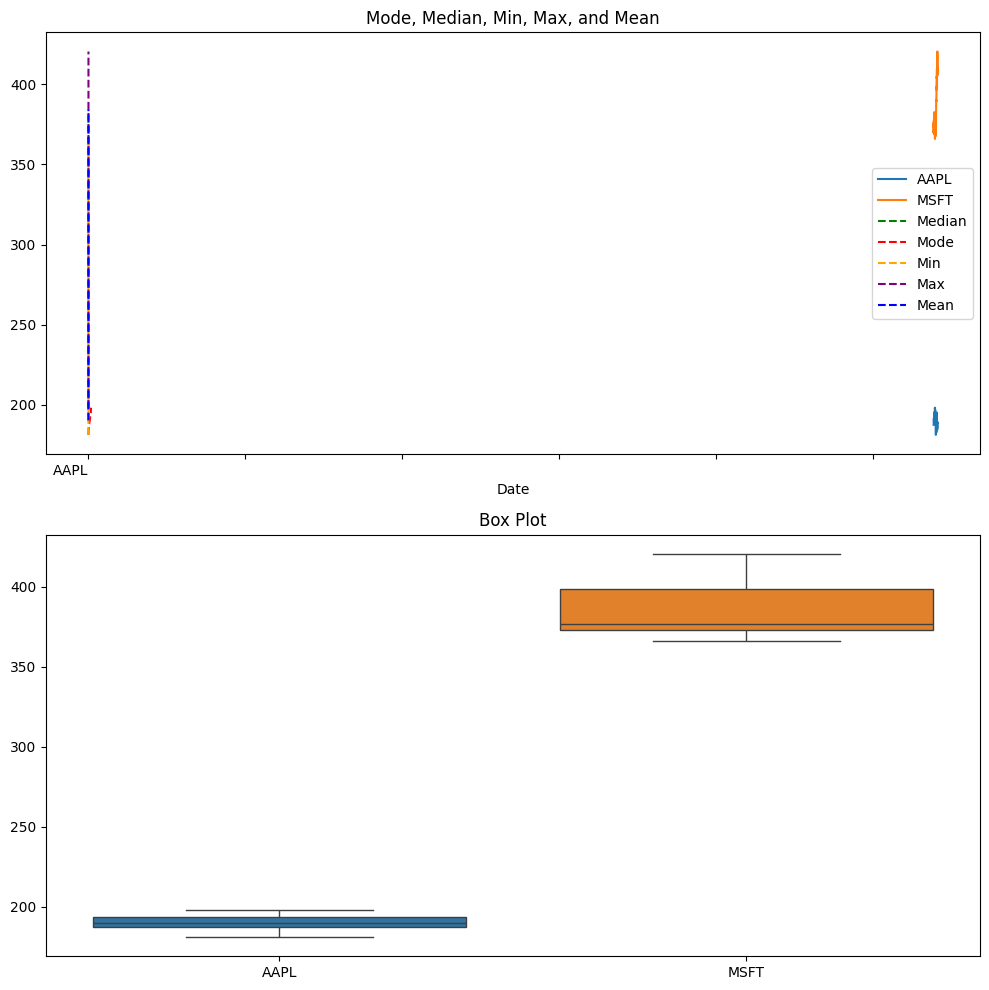 Mode, Median, Min, Max, and Mean
400
350
300
250
200
AAPL
MSFT
Median
Mode
Min
Max
Mean
AAPL
Date
Box Plot
400
350
300
250
200
AAPL
MSFT